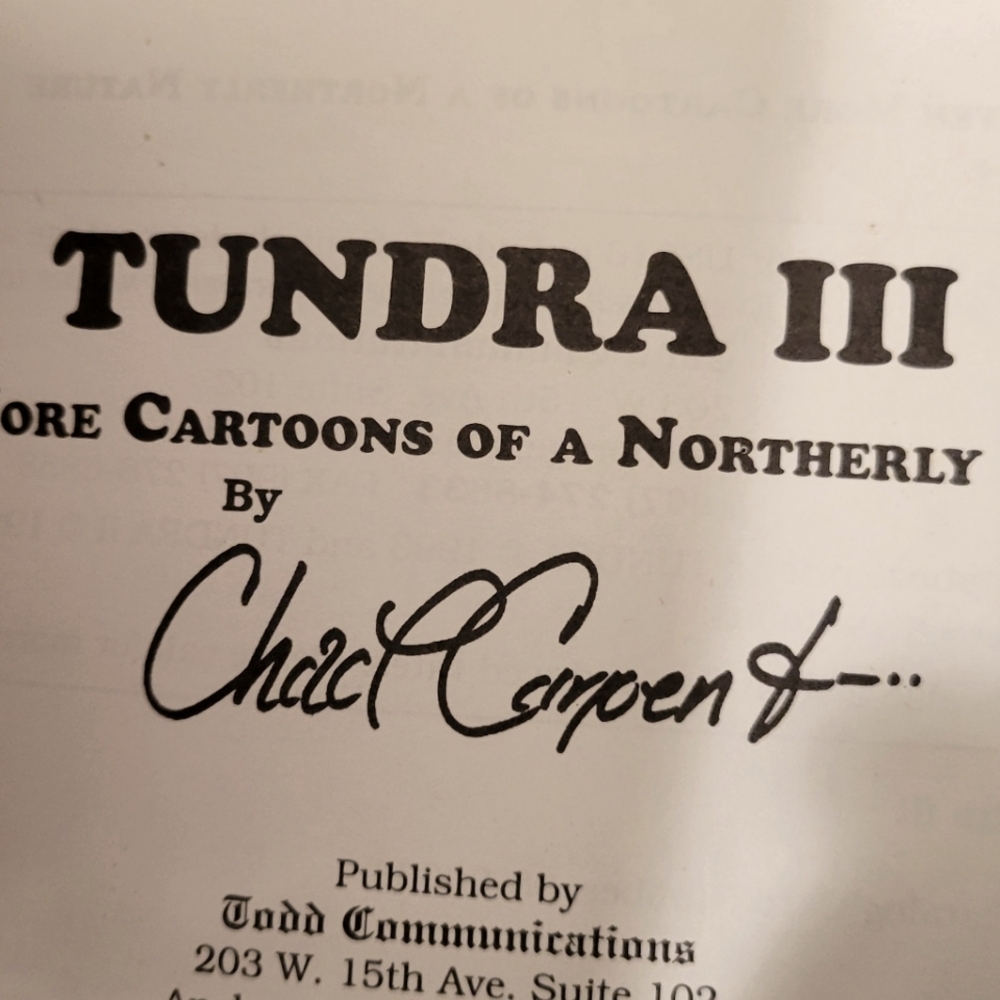 TUNDRA III
ORE CARTOONS OF A NORTHERLY
By
Chad Carpenter
Published by
Todd Communications
203 W. 15th Ave. Suite 102